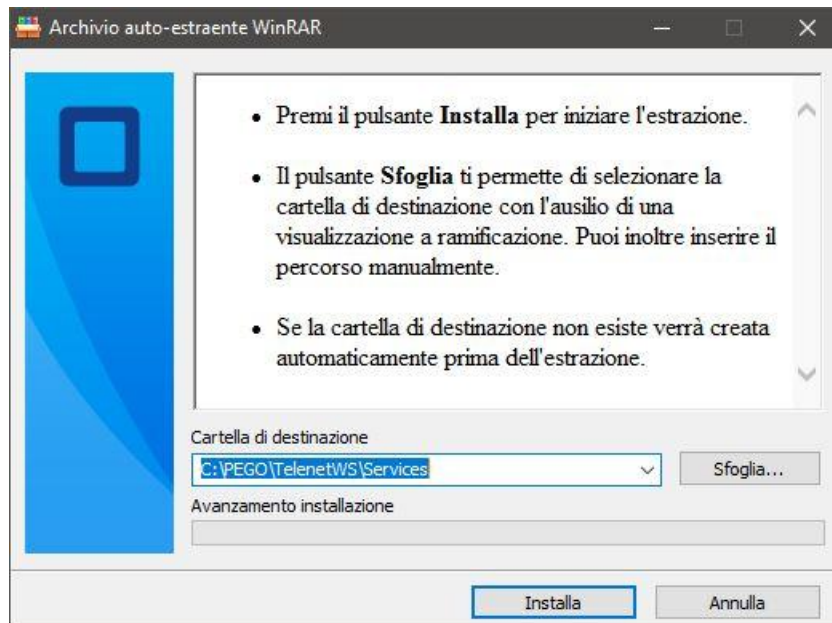 Archivio auto-estraente WinRAR
• Premi il pulsante Installa per iniziare l'estrazione.
• Il pulsante Sfoglia ti permette di selezionare la
cartella di destinazione con l'ausilio di una
visualizzazione a ramificazione. Puoi inoltre inserire il
percorso manualmente.
• Se la cartella di destinazione non esiste verrà creata
automaticamente prima dell'estrazione.
Cartella di destinazione
C:\PEGO\TelenetWS\Services
Sfoglia...
Avanzamento installazione
Installa
Annulla